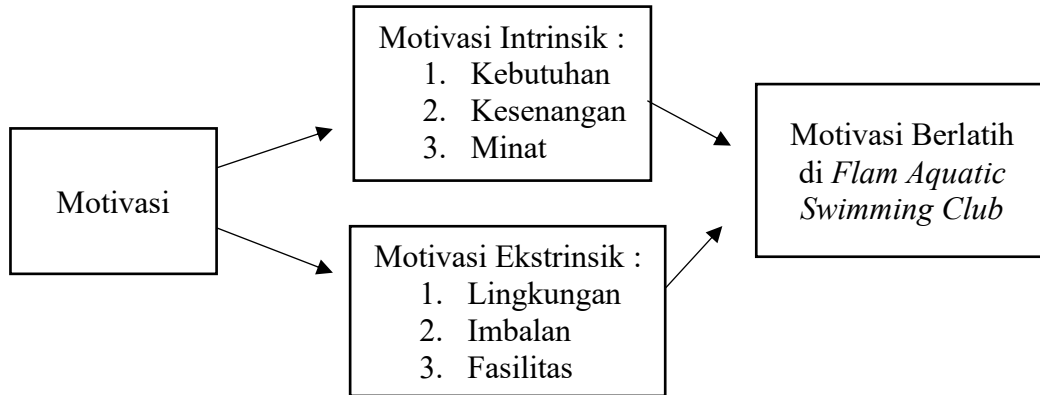 Motivasi
Motivasi Intrinsik :
1. Kebutuhan
2. Kesenangan
3. Minat
Motivasi Ekstrinsik :
1. Lingkungan
2. Imbalan
3. Fasilitas
Motivasi Berlatih
di Flam Aquatic
Swimming Club